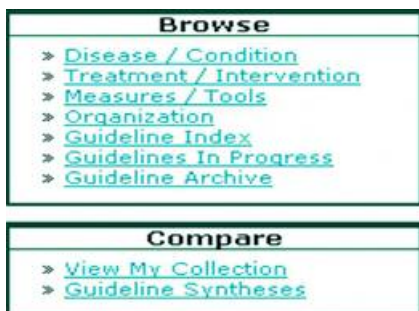 Browse
» Disease / Condition
» Treatment / Intervention
» Measures / Tools
» Organization
» Guideline Index
» Guidelines In Progress
» Guideline Archive
Compare
» View My Collection
» Guideline Syntheses